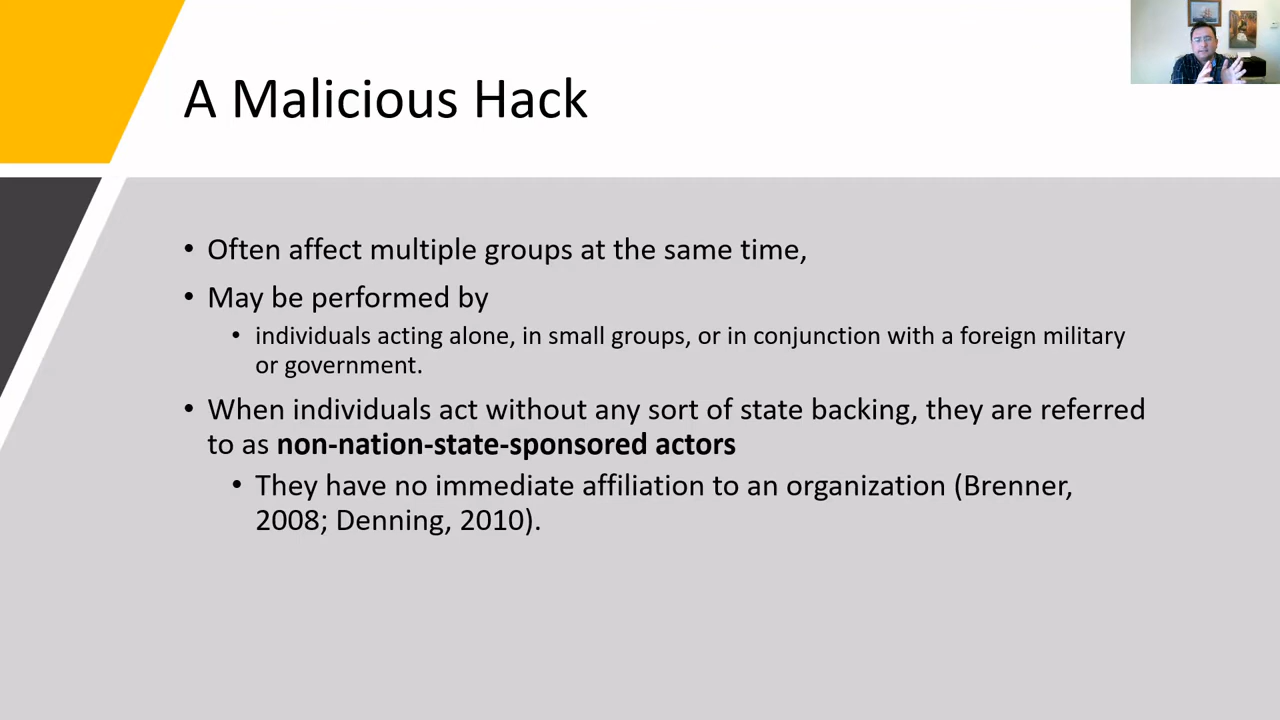 A Malicious Hack
• Often affect multiple groups at the same time,
• May be performed by
• individuals acting alone, in small groups, or in conjunction with a foreign military
or government.
• When individuals act without any sort of state backing, they are referred
to as non-nation-state-sponsored actors
• They have no immediate affiliation to an organization (Brenner,
2008; Denning, 2010).